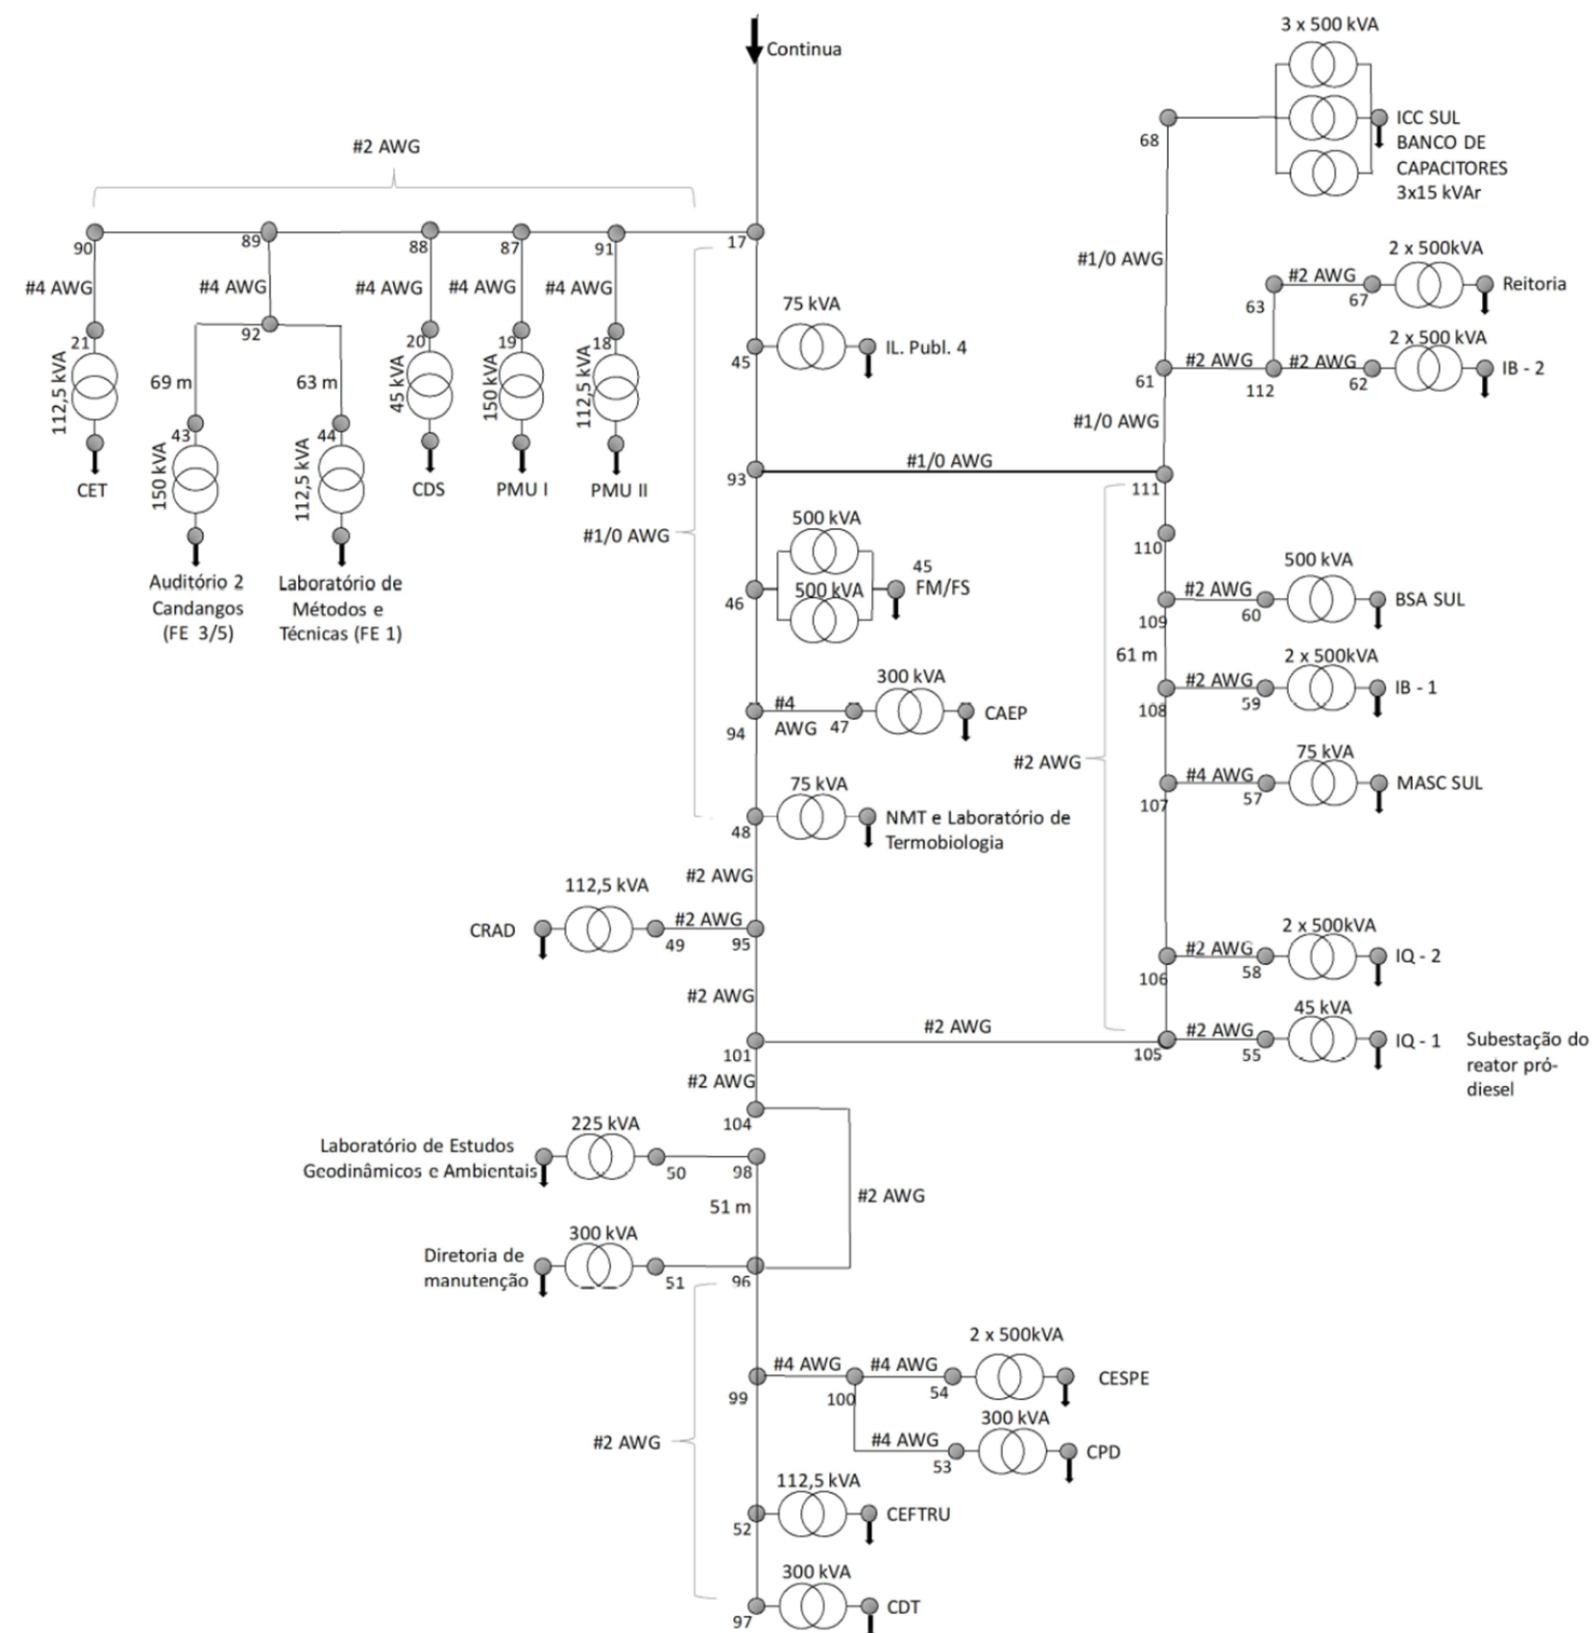 Continua
3 x 500 kVA
68
ICC SUL
BANCO DE
CAPACITORES
3x15 kVAr
#2 AWG
90
89
88
87
91
17
#4 AWG
#4 AWG
#4 AWG
#4 AWG
#4 AWG
92
21
20
19
18
112,5 kVA
45 kVA
150 kVA
112,5 kVA
69 m
63 m
43
44
150 kVA
112,5 kVA
CET
CDS
PMU I
PMU II
Auditório 2
Candangos
(FE 3/5)
Laboratório de
Métodos e
Técnicas (FE 1)
75 kVA
45
IL. Publ. 4
#1/0 AWG
2 x 500kVA
#2 AWG
63
67
Reitoria
2 x 500 kVA
#2 AWG
#2 AWG
61
112
62
IB - 2
#1/0 AWG
#1/0 AWG
93
111
#1/0 AWG
500 kVA
500 kVA
46
45
FM/FS
110
500 kVA
#2 AWG
109
60
BSA SUL
61 m
2 x 500kVA
#2 AWG
108
59
IB - 1
300 kVA
#4
AWG
94
47
CAEP
#2 AWG
75 kVA
#4 AWG
107
57
MASC SUL
75 kVA
48
NMT e Laboratório de
Termobiologia
#2 AWG
112,5 kVA
CRAD
#2 AWG
49
95
2 x 500kVA
#2 AWG
106
58
IQ - 2
#2 AWG
#2 AWG
101
105
45 kVA
#2 AWG
55
IQ - 1
Subestação do
reator pró-
diesel
#2 AWG
104
225 kVA
Laboratório de Estudos
Geodinâmicos e Ambientais
50
98
51 m
#2 AWG
300 kVA
Diretoria de
manutenção
51
96
2 x 500kVA
#4 AWG
#4 AWG
99
100
54
CESPE
300 kVA
#4 AWG
53
CPD
#2 AWG
112,5 kVA
52
CEFTRU
300 kVA
97
CDT